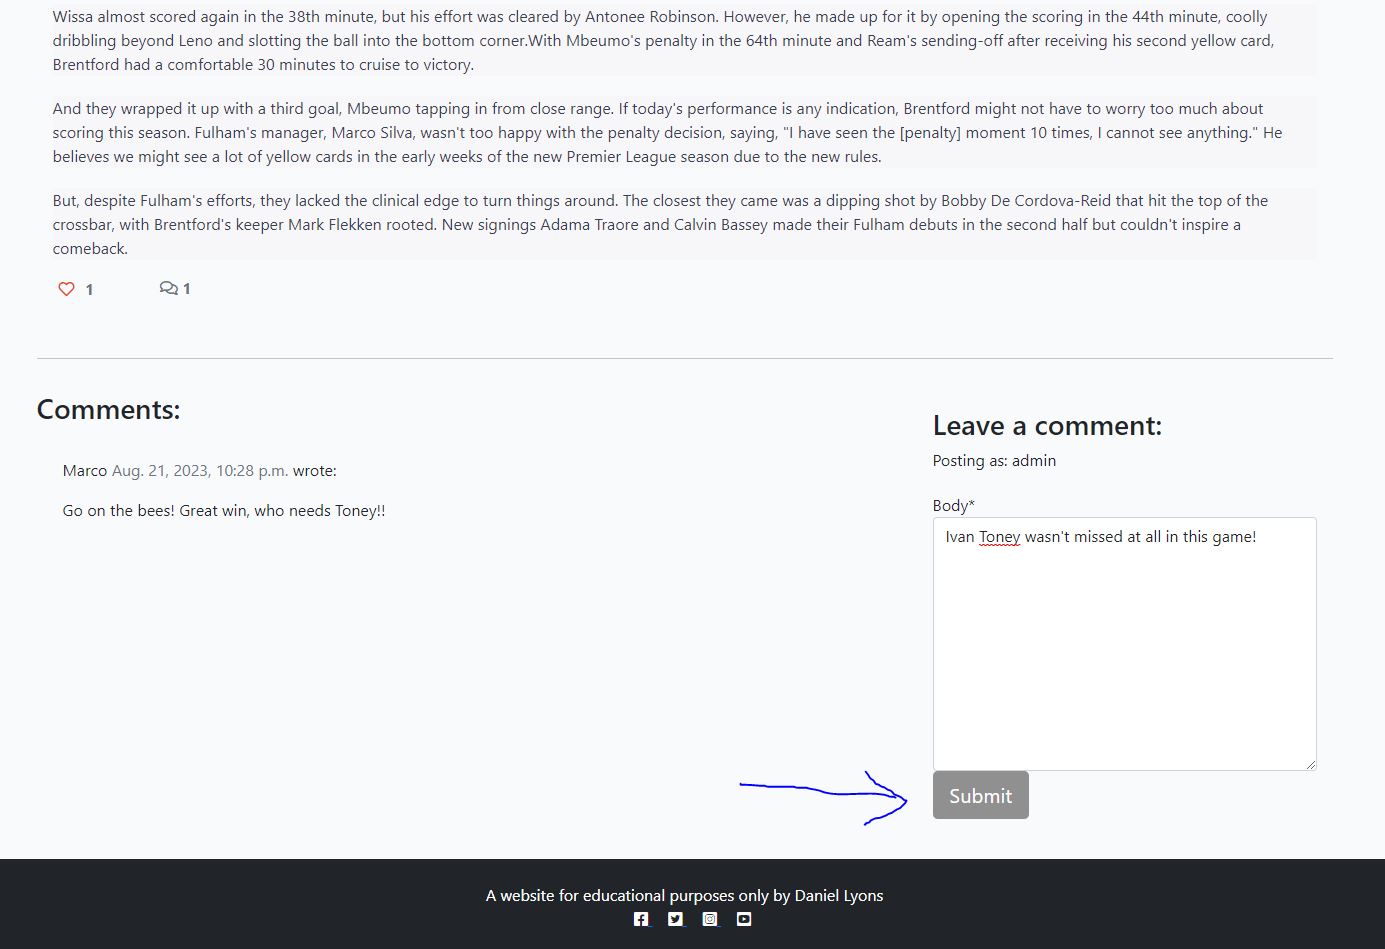 Wissa almost scored again in the 38th minute, but his effort was cleared by Antonee Robinson. However, he made up for it by opening the scoring in the 44th minute, coolly
dribbling beyond Leno and slotting the ball into the bottom corner.With Mbeumo's penalty in the 64th minute and Ream's sending-off after receiving his second yellow card,
Brentford had a comfortable 30 minutes to cruise to victory.
And they wrapped it up with a third goal, Mbeumo tapping in from close range. If today's performance is any indication, Brentford might not have to worry too much about
scoring this season. Fulham's manager, Marco Silva, wasn't too happy with the penalty decision, saying, "I have seen the [penalty] moment 10 times, I cannot see anything." He
believes we might see a lot of yellow cards in the early weeks of the new Premier League season due to the new rules.
But, despite Fulham's efforts, they lacked the clinical edge to turn things around. The closest they came was a dipping shot by Bobby De Cordova-Reid that hit the top of the
crossbar, with Brentford's keeper Mark Flekken rooted. New signings Adama Traore and Calvin Bassey made their Fulham debuts in the second half but couldn't inspire a
comeback.
1 1
Comments:
Marco Aug. 21, 2023, 10:28 p.m. wrote:
Go on the bees! Great win, who needs Toney!!
Leave a comment:
Posting as: admin
Body*
Ivan Toney wasn't missed at all in this game!
Submit
A website for educational purposes only by Daniel Lyons